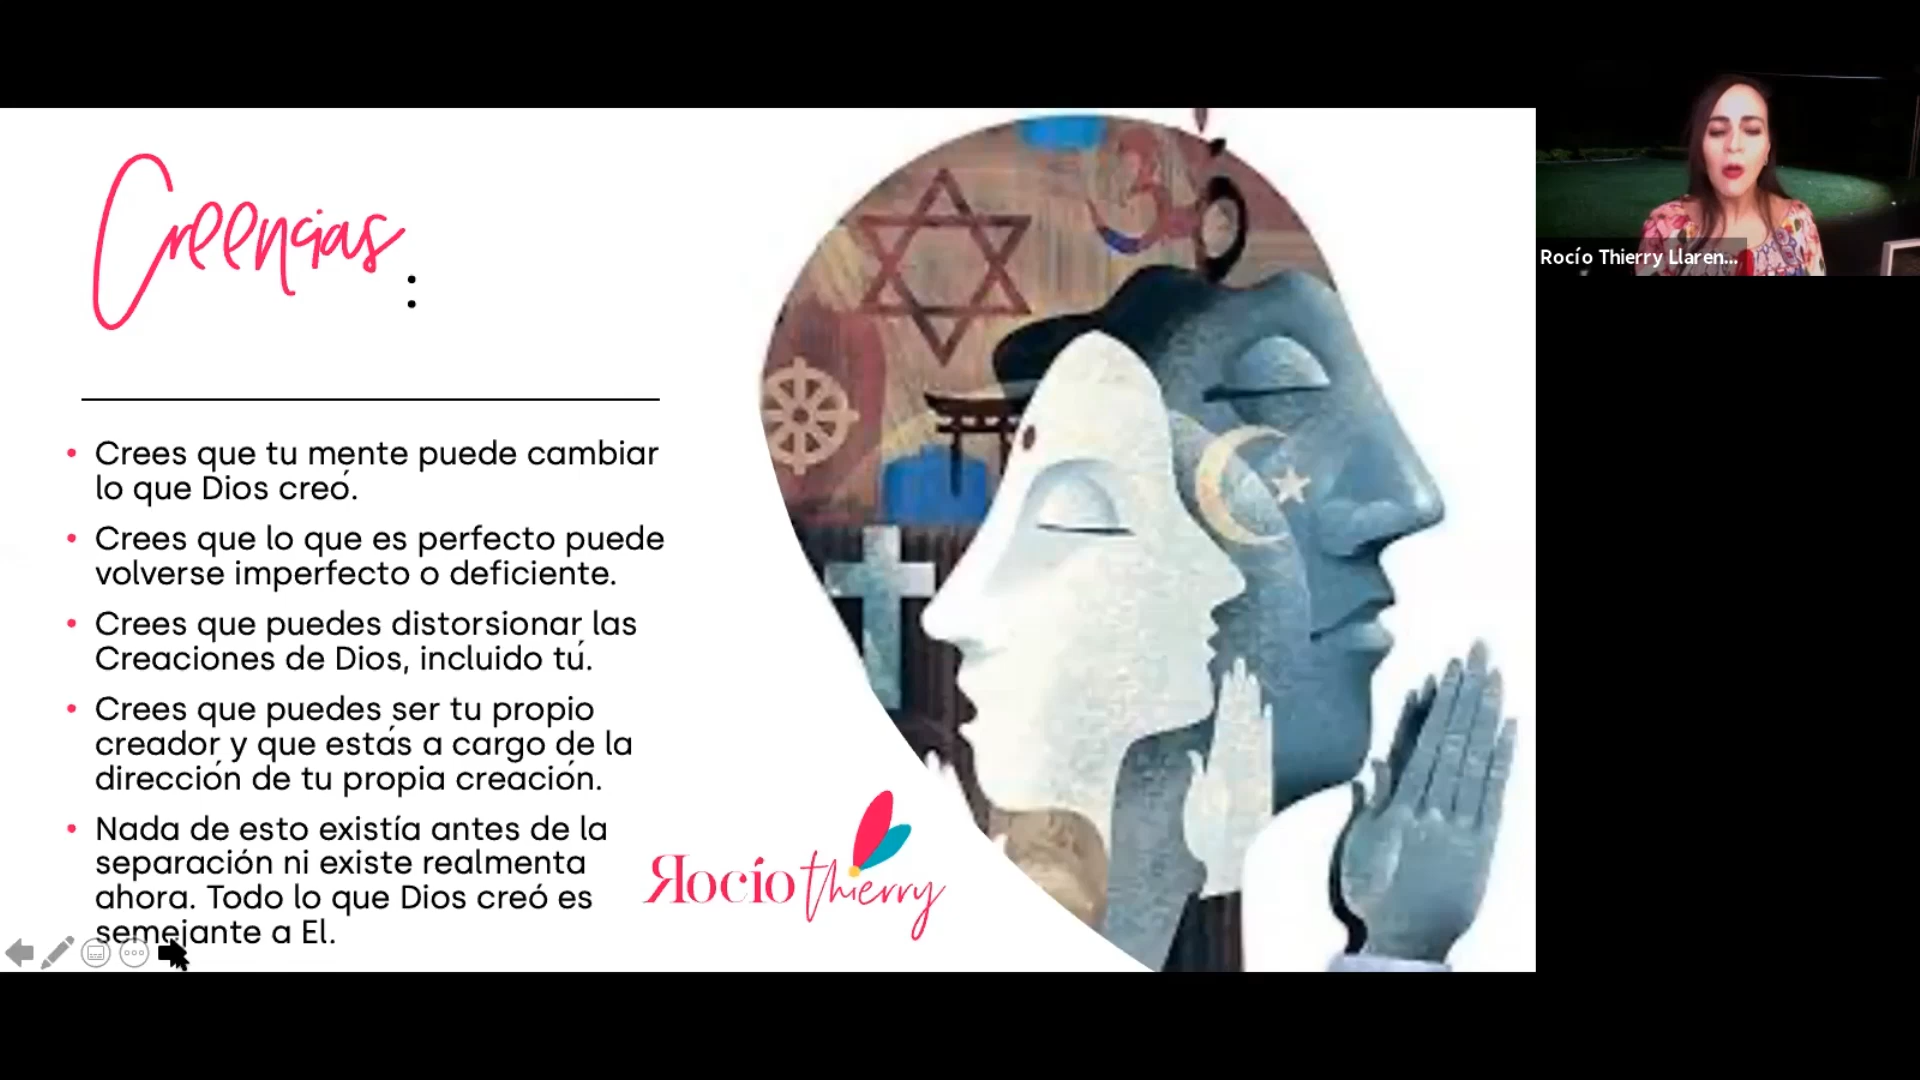 Creencias :
Crees que tu mente puede cambiar
lo que Dios creó.
Crees que lo que es perfecto puede
volverse imperfecto o deficiente.
Crees que puedes distorsionar las
Creaciones de Dios, incluido tú.
Crees que puedes ser tu propio
creador y que estás a cargo de la
dirección de tu propia creación.
Nada de esto existía antes de la
separación ni existe realmenta
ahora. Todo lo que Dios creó es
semejante a El.
Rocío thierry
Rocío Thierry Llaren...